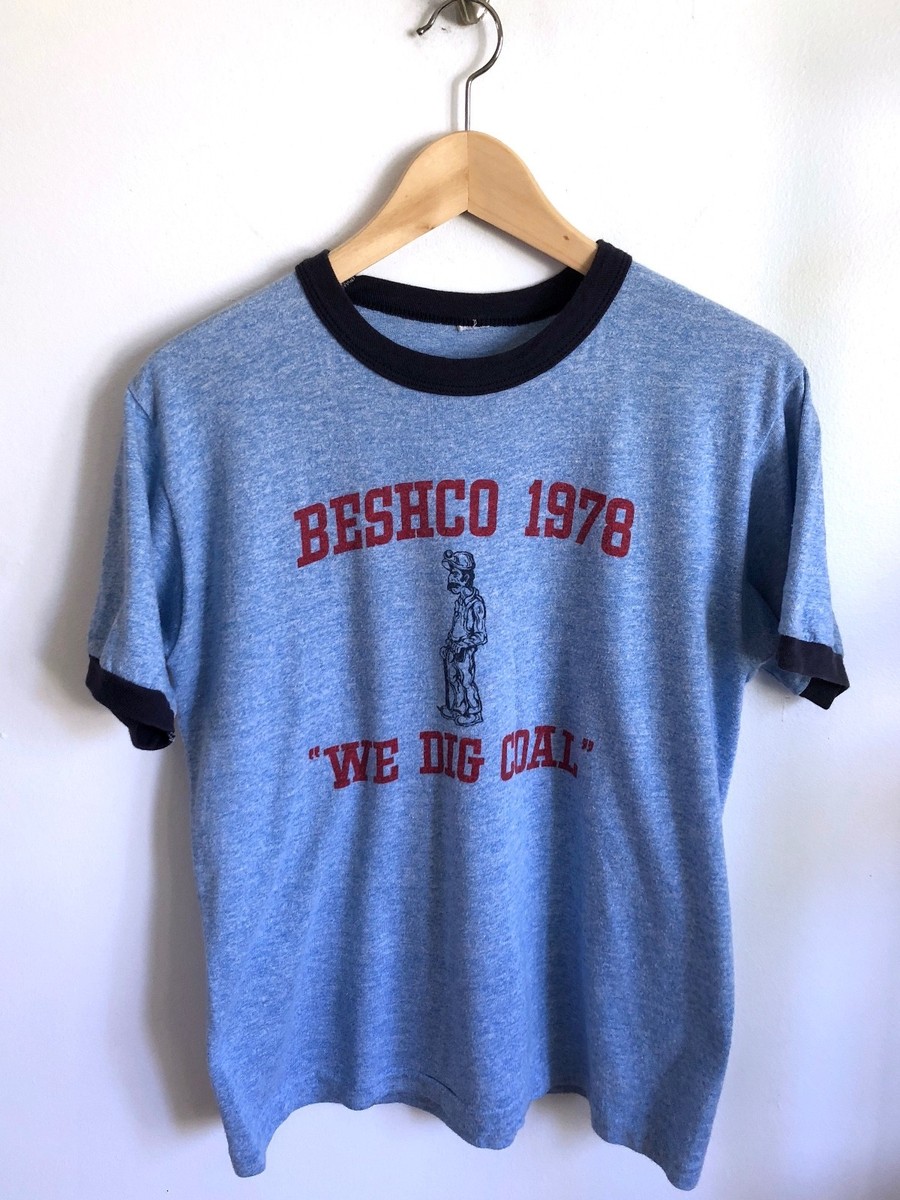 BESHCO 1978
"WE DIG COAL"